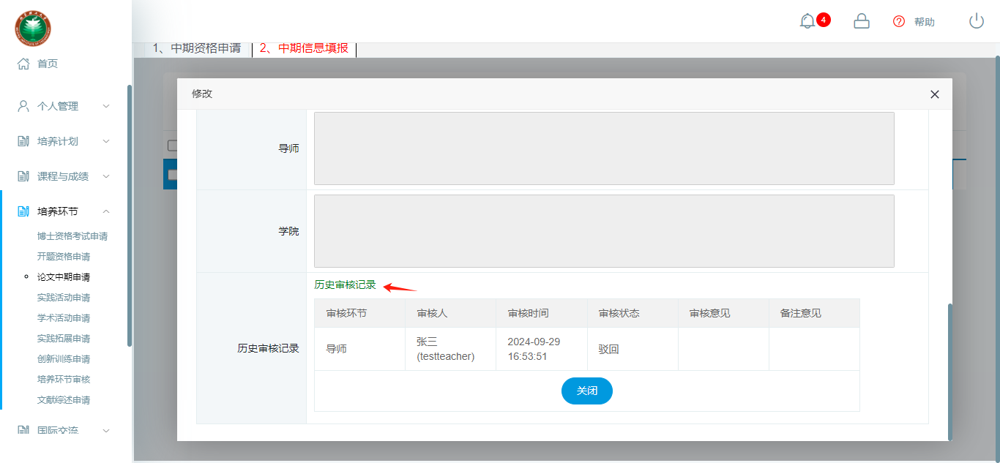 4
帮助
首页
个人管理
培养计划
课程与成绩
培养环节
博士资格考试申请
开题资格申请
论文中期申请
实践活动申请
学术活动申请
实践拓展申请
创新训练申请
培养环节审核
文献综述申请
国际交流
1、中期资格申请
2、中期信息填报
修改
导师
学院
历史审核记录
历史审核记录
审核环节 审核人 审核时间 审核状态 审核意见 备注意见
导师 张三 (testteacher) 2024-09-29 16:53:51 驳回
关闭